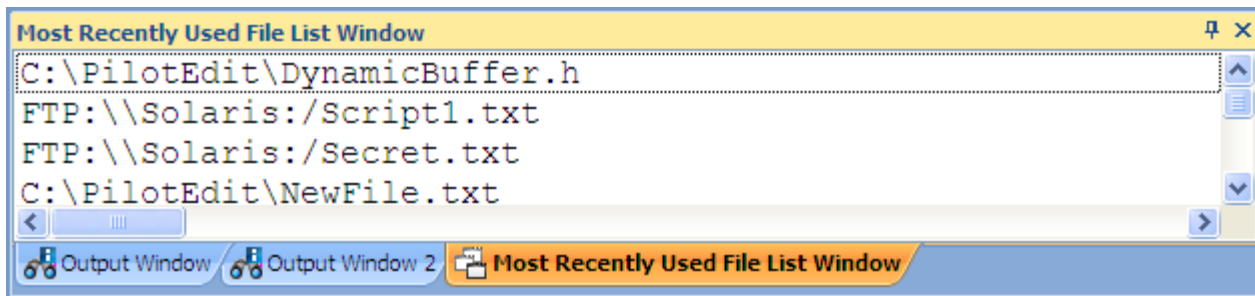 Most Recently Used File List Window
C:\PilotEdit\DynamicBuffer.h
FTP:\\Solaris:/Script1.txt
FTP:\\Solaris:/Secret.txt
C:\PilotEdit\NewFile.txt
Output Window Output Window 2 Most Recently Used File List Window